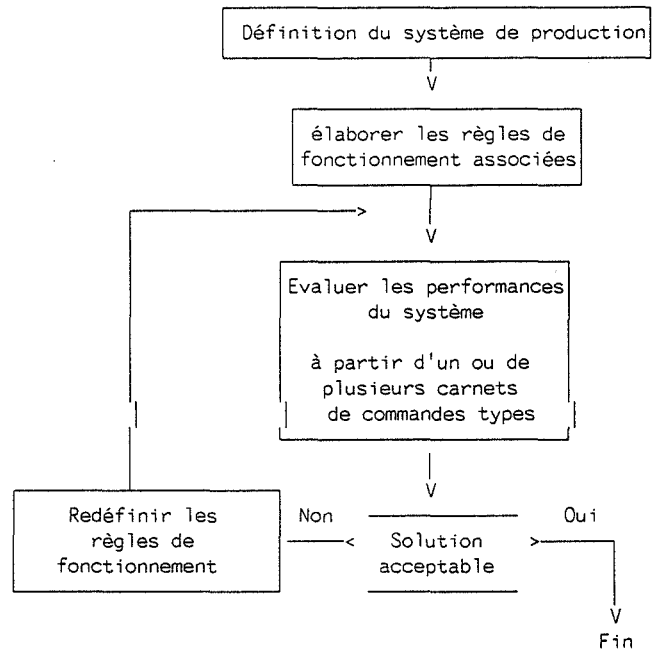 Définition du système de production
élaborer les règles de
fonctionnement associées
Evaluer les performances
du système
à partir d'un ou de
plusieurs carnets
de commandes types
Redéfinir les
règles de
fonctionnement
Non
Solution
acceptable
Oui
Fin